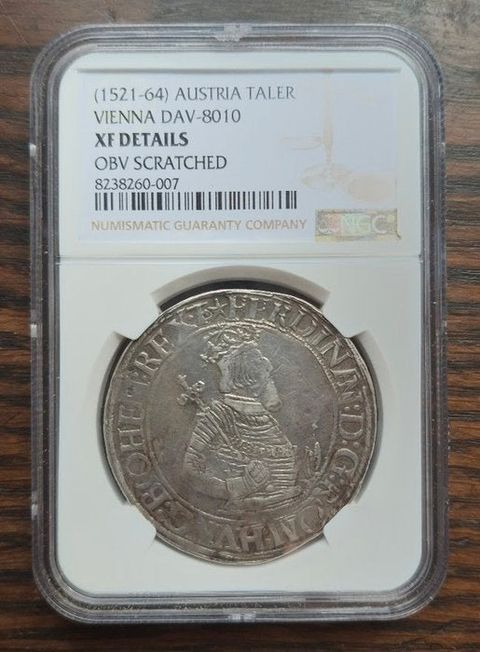 (1521-64) AUSTRIA TALER
VIENNA DAV-8010
XF DETAILS
OBV SCRATCHED
8238260-007
NUMISMATIC GUARANTY COMPANY
NGC
FERDINAN:D:G:ROM
HVN
BOHE
REX